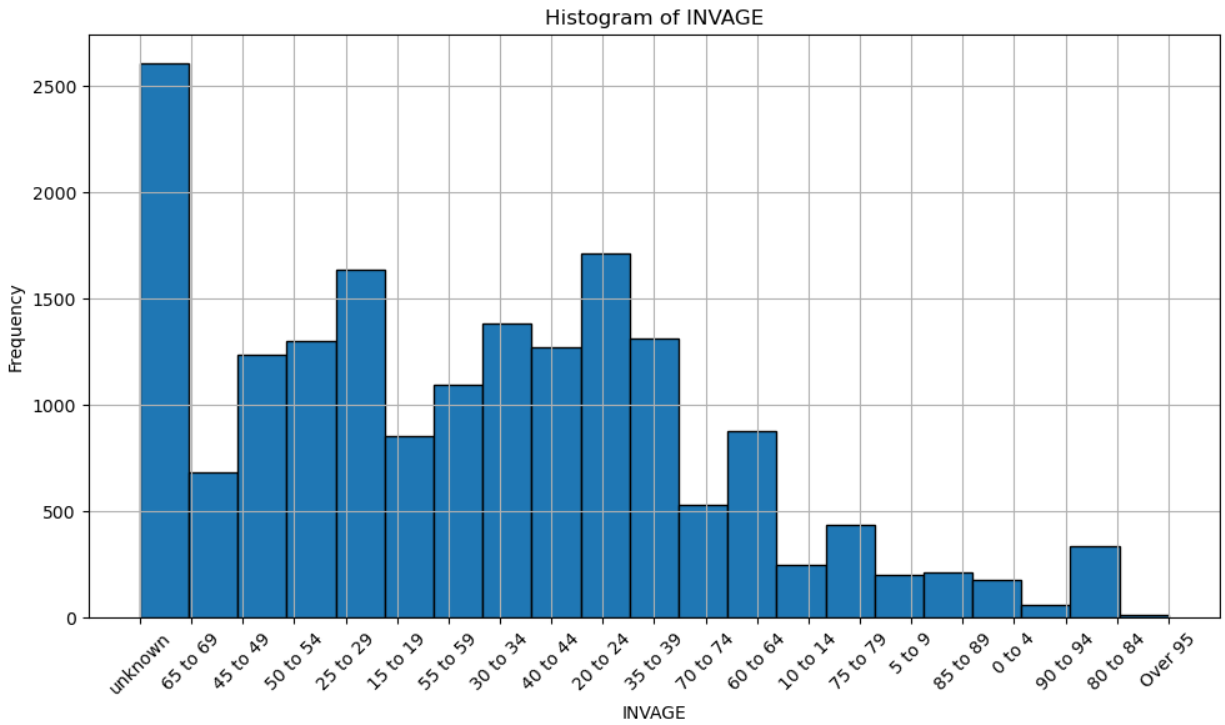 Histogram of INVAGE
Frequency
2500
2000
1500
1000
500
0
unknown
65 to 69
45 to 49
50 to 54
25 to 29
15 to 19
55 to 59
30 to 34
40 to 44
20 to 24
35 to 39
70 to 74
60 to 64
10 to 14
75 to 79
5 to 9
85 to 89
0 to 4
90 to 94
80 to 84
Over 95
INVAGE